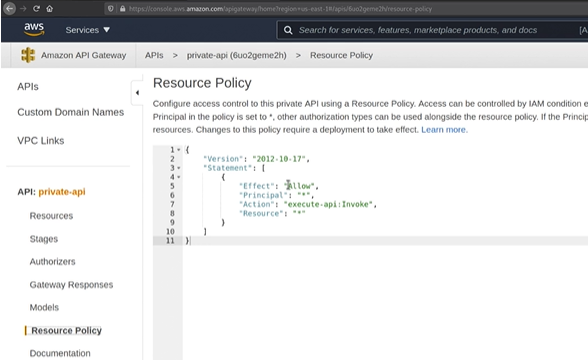 https://console.aws.amazon.com/apigateway/home?region=us-east-1#/apis/6uo2geme2h/resource-policy
aws
Services ▼
Search for services, features, marketplace products, and docs
[A
Amazon API Gateway
APIs > private-api (6uo2geme2h) > Resource Policy
APIs
Custom Domain Names
VPC Links
API: private-api
Resources
Stages
Authorizers
Gateway Responses
Models
Resource Policy
Documentation
Resource Policy
Configure access control to this private API using a Resource Policy. Access can be controlled by IAM condition e
Principal in the policy is set to *, other authorization types can be used alongside the resource policy. If the Princip
resources. Changes to this policy require a deployment to take effect. Learn more.
1 {
2 "Version": "2012-10-17",
3 "Statement": [
4 {
5 "Effect": "Allow",
6 "Principal": "*",
7 "Action": "execute-api:Invoke",
8 "Resource": "*"
9 }
10 ]
11 }